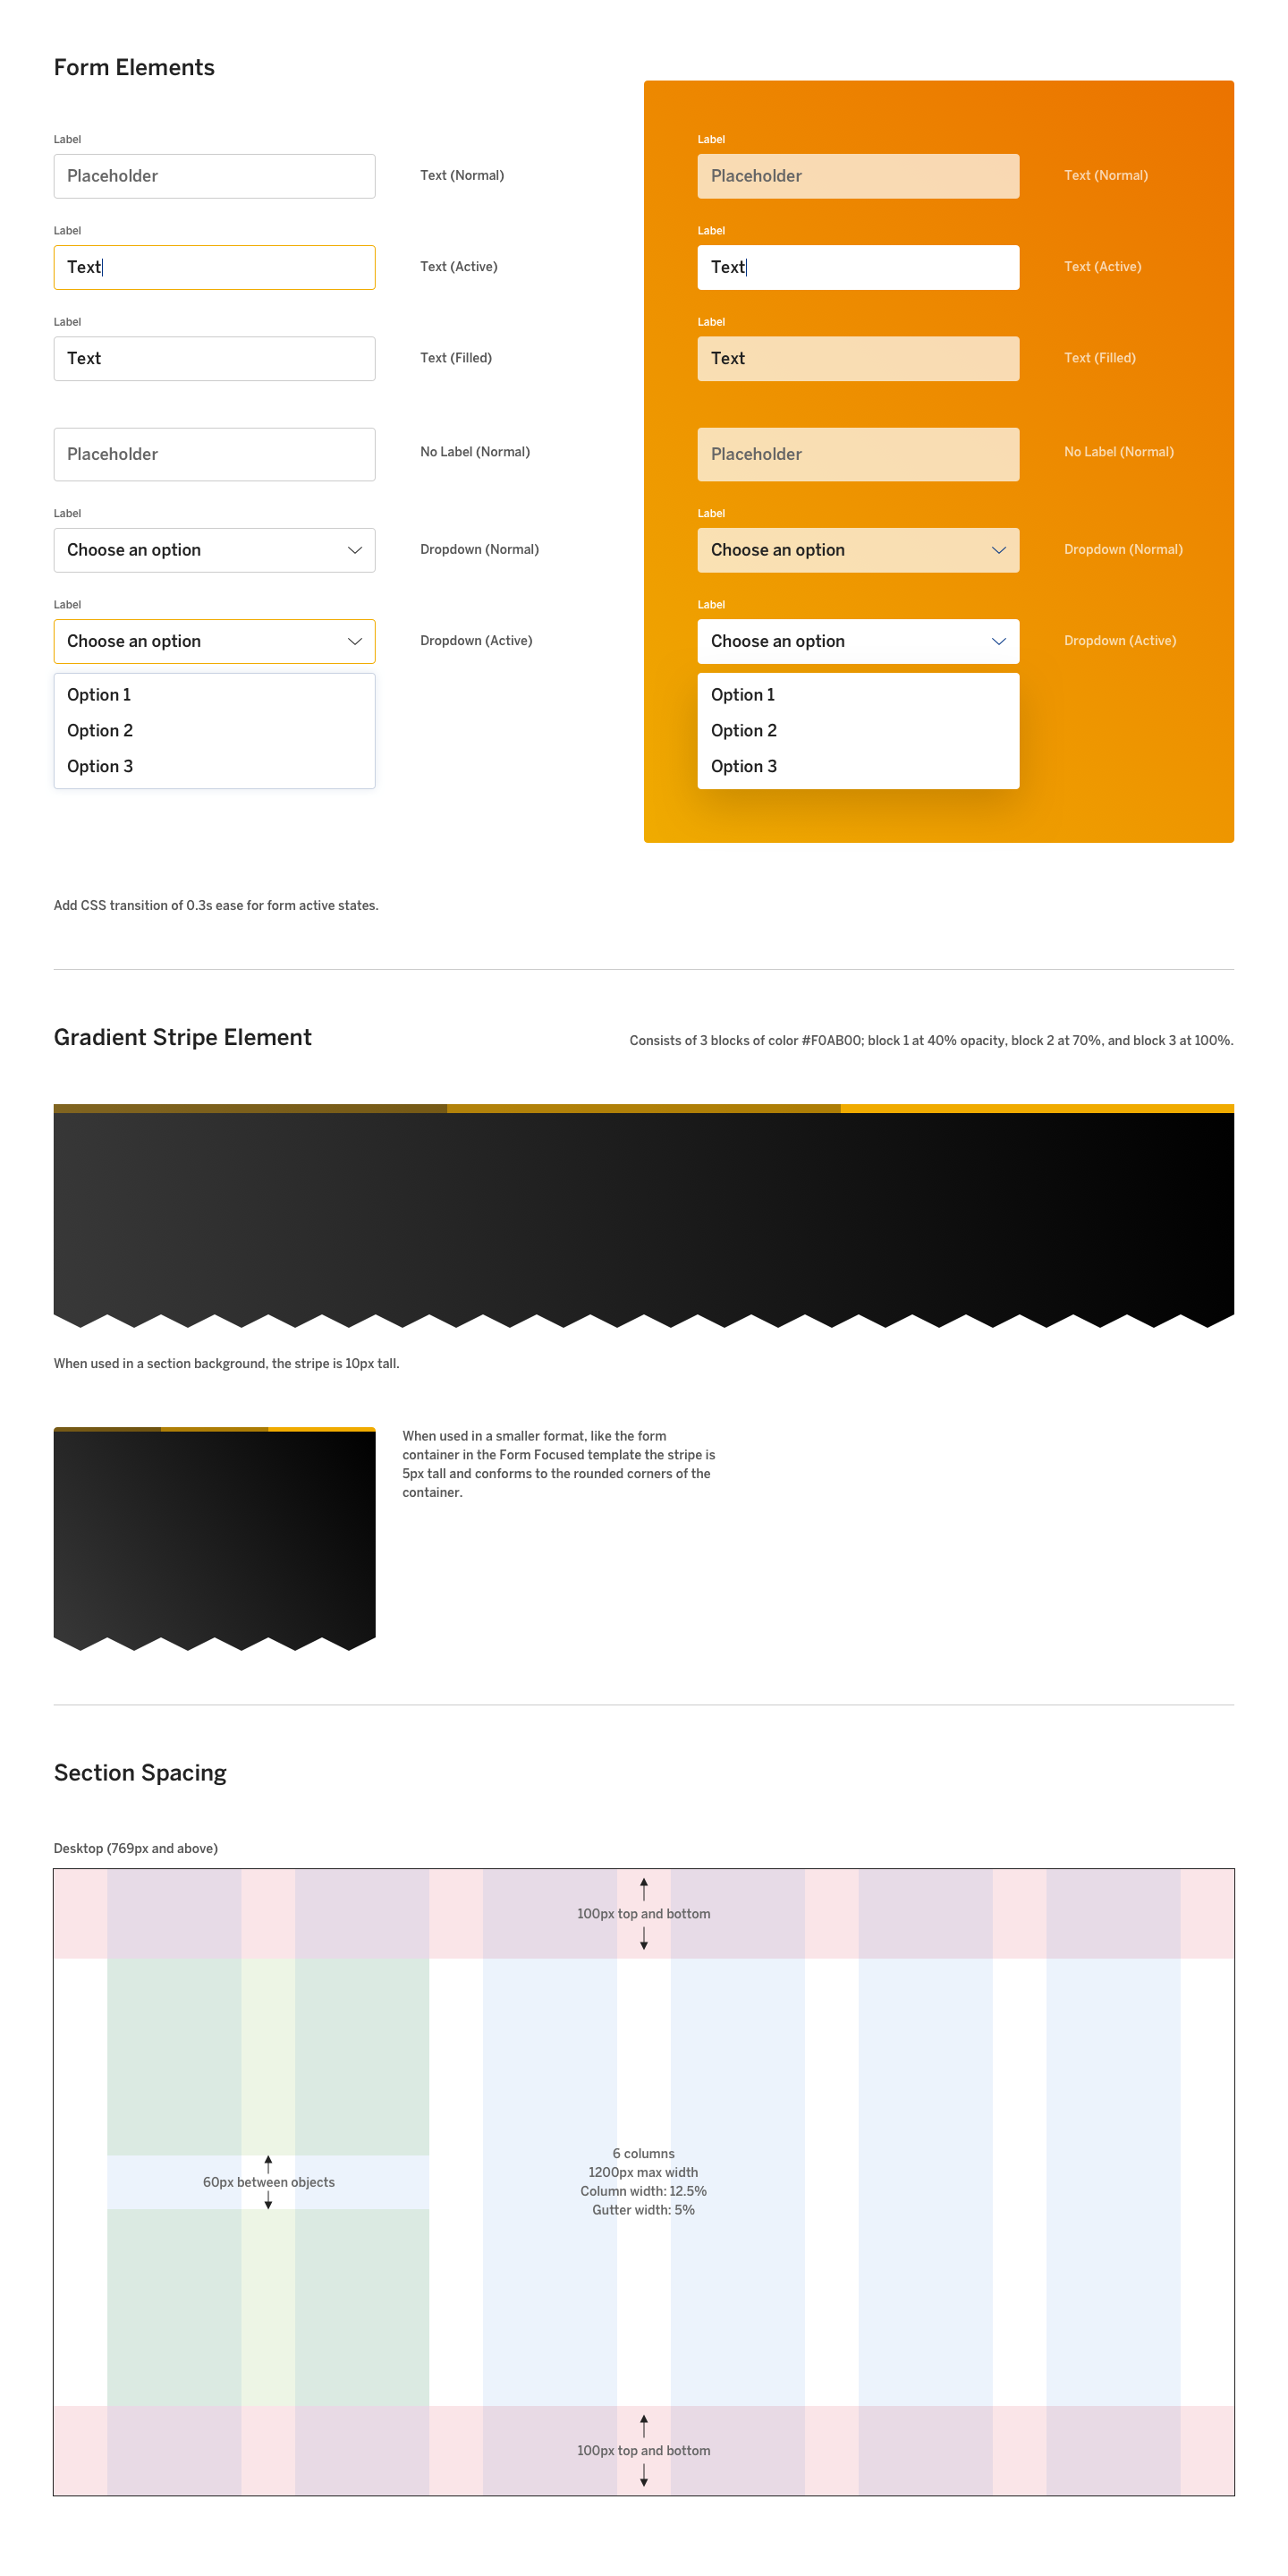 Form Elements
Label
Placeholder
Text (Normal)
Label
Text
Text (Active)
Label
Text
Text (Filled)
Placeholder
No Label (Normal)
Label
Choose an option
Dropdown (Normal)
Label
Choose an option
Dropdown (Active)
Option 1
Option 2
Option 3
Label
Placeholder
Text (Normal)
Label
Text
Text (Active)
Label
Text
Text (Filled)
Placeholder
No Label (Normal)
Label
Choose an option
Dropdown (Normal)
Label
Choose an option
Dropdown (Active)
Option 1
Option 2
Option 3
Add CSS transition of 0.3s ease for form active states.
Gradient Stripe Element
Consists of 3 blocks of color #F0AB00; block 1 at 40% opacity, block 2 at 70%, and block 3 at 100%.
When used in a section background, the stripe is 10px tall.
When used in a smaller format, like the form
container in the Form Focused template the stripe is
5px tall and conforms to the rounded corners of the
container.
Section Spacing
Desktop (769px and above)
100px top and bottom
60px between objects
6 columns
1200px max width
Column width: 12.5%
Gutter width: 5%
100px top and bottom